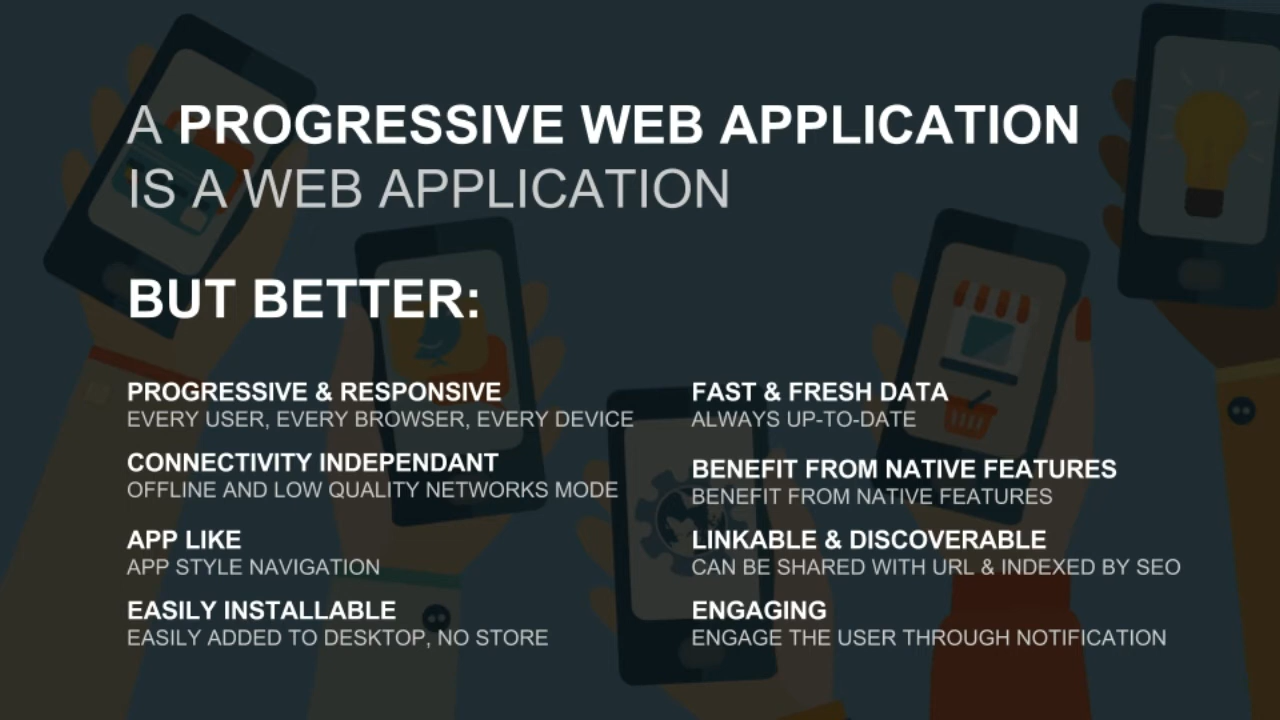 A PROGRESSIVE WEB APPLICATION
IS A WEB APPLICATION
BUT BETTER:
PROGRESSIVE & RESPONSIVE
EVERY USER, EVERY BROWSER, EVERY DEVICE
CONNECTIVITY INDEPENDANT
OFFLINE AND LOW QUALITY NETWORKS MODE
APP LIKE
APP STYLE NAVIGATION
EASILY INSTALLABLE
EASILY ADDED TO DESKTOP, NO STORE
FAST & FRESH DATA
ALWAYS UP-TO-DATE
BENEFIT FROM NATIVE FEATURES
BENEFIT FROM NATIVE FEATURES
LINKABLE & DISCOVERABLE
CAN BE SHARED WITH URL & INDEXED BY SEO
ENGAGING
ENGAGE THE USER THROUGH NOTIFICATION